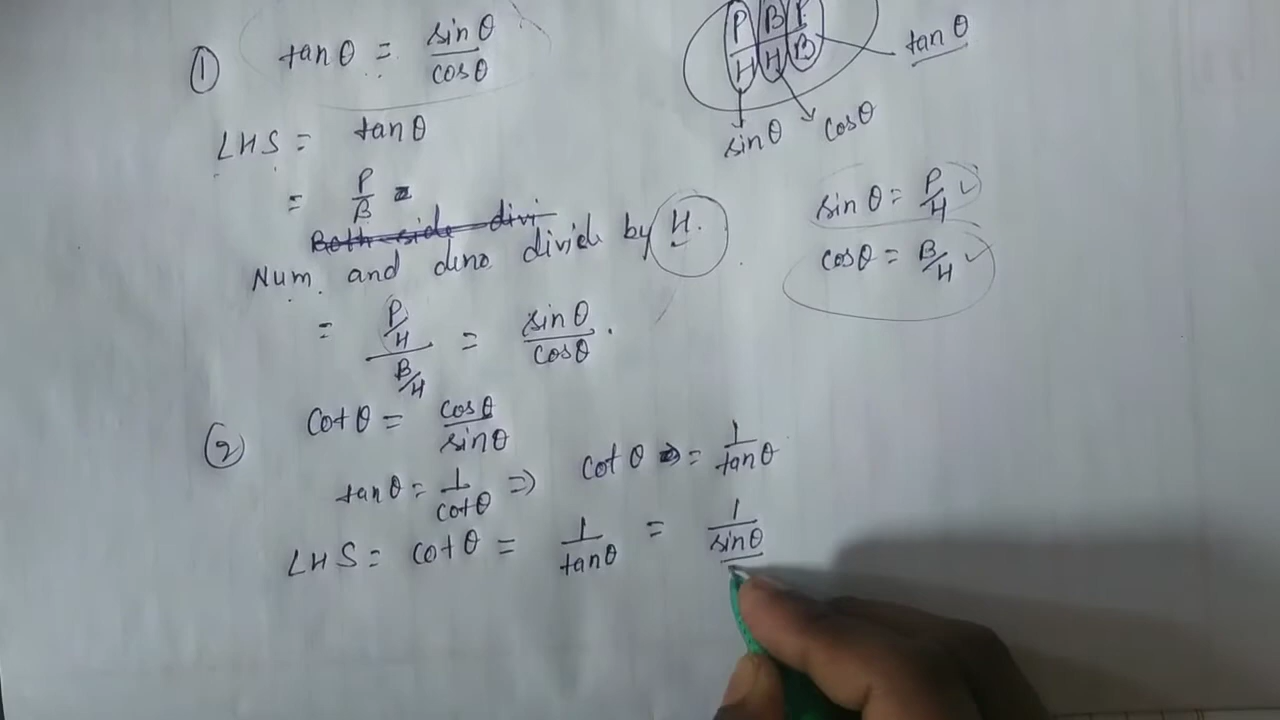 ① tanθ = sinθ/cosθ
P/H B/H P/B
tanθ
sinθ cosθ
LHS = tanθ
= P/B
sinθ = P/H ✓
cosθ = B/H ✓
Both side divi
Num and deno divide by H.
= P/H / B/H = sinθ/cosθ.
② Cotθ = cosθ/sinθ
tanθ = 1/cotθ ⇒ cotθ = 1/tanθ
LHS = cotθ = 1/tanθ = 1/sinθ